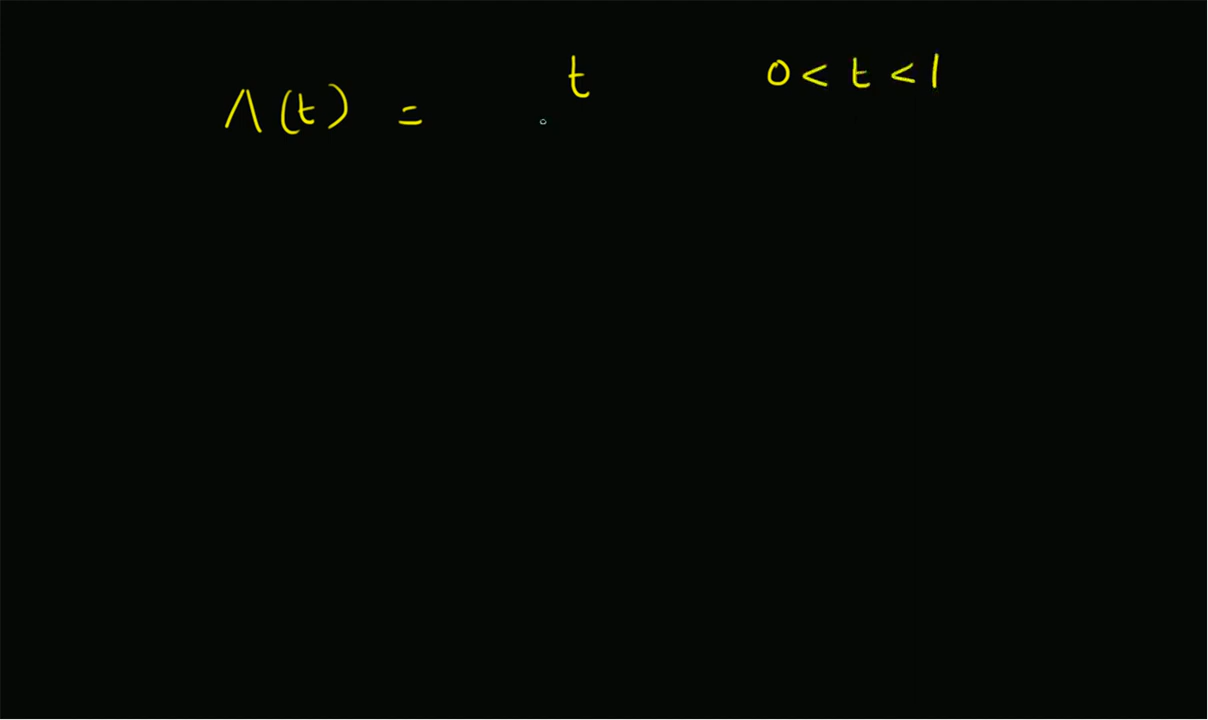 Λ(t) = t 0 < t < 1